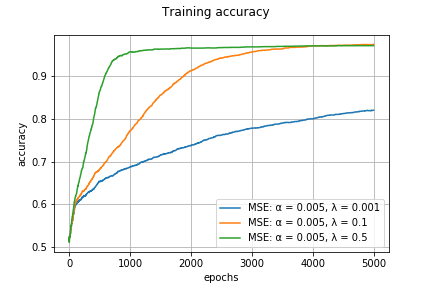 Training accuracy
accuracy
0.9
0.8
0.7
0.6
0.5
MSE: α = 0.005, λ = 0.001
MSE: α = 0.005, λ = 0.1
MSE: α = 0.005, λ = 0.5
0 1000 2000 3000 4000 5000
epochs